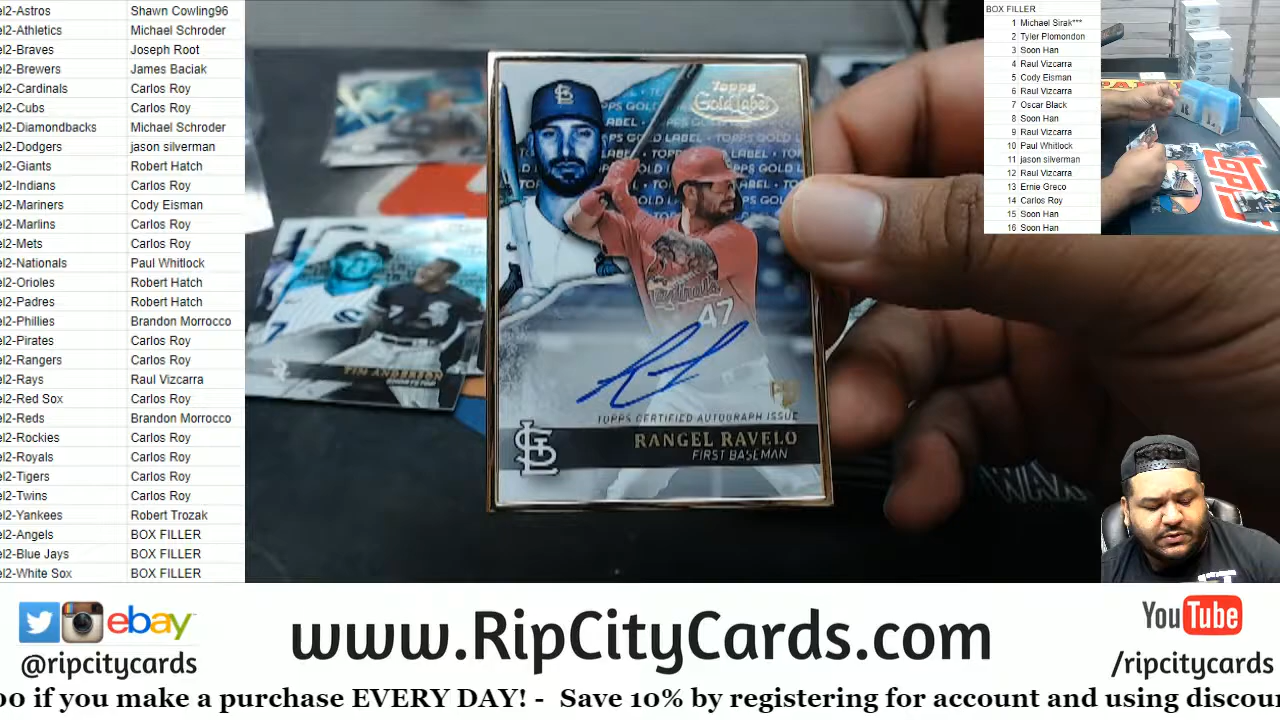 el2-Astros Shawn Cowling96
el2-Athletics Michael Schroder
el2-Braves Joseph Root
el2-Brewers James Baciak
el2-Cardinals Carlos Roy
el2-Cubs Carlos Roy
el2-Diamondbacks Michael Schroder
el2-Dodgers jason silverman
el2-Giants Robert Hatch
el2-Indians Carlos Roy
el2-Mariners Cody Eisman
el2-Marlins Carlos Roy
el2-Mets Carlos Roy
el2-Nationals Paul Whitlock
el2-Orioles Robert Hatch
el2-Padres Robert Hatch
el2-Phillies Brandon Morrocco
el2-Pirates Carlos Roy
el2-Rangers Carlos Roy
el2-Rays Raul Vizcarra
el2-Red Sox Carlos Roy
el2-Reds Brandon Morrocco
el2-Rockies Carlos Roy
el2-Royals Carlos Roy
el2-Tigers Carlos Roy
el2-Twins Carlos Roy
el2-Yankees Robert Trozak
el2-Angels BOX FILLER
el2-Blue Jays BOX FILLER
el2-White Sox BOX FILLER
Topps
Gold Label
Cardinals
47
TOPPS CERTIFIED AUTOGRAPH ISSUE
RANGEL RAVELO
FIRST BASEMAN
STL
TIM ANDERSON
BOX FILLER
1 Michael Sirak***
2 Tyler Plomondon
3 Soon Han
4 Raul Vizcarra
5 Cody Eisman
6 Raul Vizcarra
7 Oscar Black
8 Soon Han
9 Raul Vizcarra
10 Paul Whitlock
11 jason silverman
12 Raul Vizcarra
13 Ernie Greco
14 Carlos Roy
15 Soon Han
16 Soon Han
ebay
@ripcitycards
www.RipCityCards.com
YouTube
/ripcitycards
00 if you make a purchase EVERY DAY! - Save 10% by registering for account and using discou